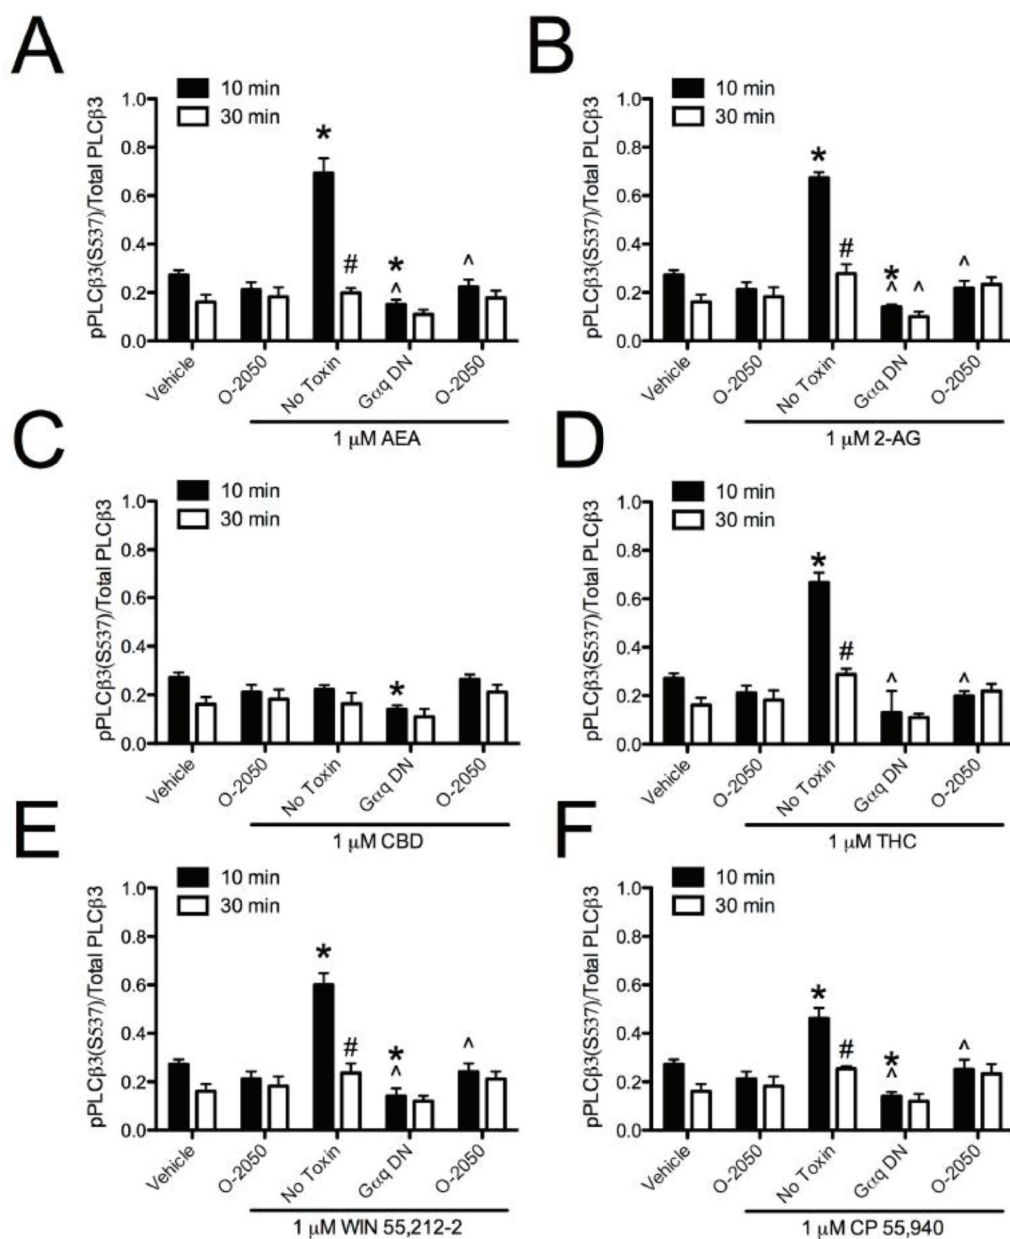 A
10 min
30 min
pPLCβ3(S537)/Total PLCβ3
1.0
0.8
0.6
0.4
0.2
0.0
*
#
*
^
^
Vehicle
O-2050
No Toxin
Gαq DN
O-2050
1 μM AEA
B
10 min
30 min
pPLCβ3(S537)/Total PLCβ3
1.0
0.8
0.6
0.4
0.2
0.0
*
#
*
^ ^
^
Vehicle
O-2050
No Toxin
Gαq DN
O-2050
1 μM 2-AG
C
10 min
30 min
pPLCβ3(S537)/Total PLCβ3
1.0
0.8
0.6
0.4
0.2
0.0
*
Vehicle
O-2050
No Toxin
Gαq DN
O-2050
1 μM CBD
D
10 min
30 min
pPLCβ3(S537)/Total PLCβ3
1.0
0.8
0.6
0.4
0.2
0.0
*
#
^
^
Vehicle
O-2050
No Toxin
Gαq DN
O-2050
1 μM THC
E
10 min
30 min
pPLCβ3(S537)/Total PLCβ3
1.0
0.8
0.6
0.4
0.2
0.0
*
#
*
^
^
Vehicle
O-2050
No Toxin
Gαq DN
O-2050
1 μM WIN 55,212-2
F
10 min
30 min
pPLCβ3(S537)/Total PLCβ3
1.0
0.8
0.6
0.4
0.2
0.0
*
#
*
^
^
Vehicle
O-2050
No Toxin
Gαq DN
O-2050
1 μM CP 55,940